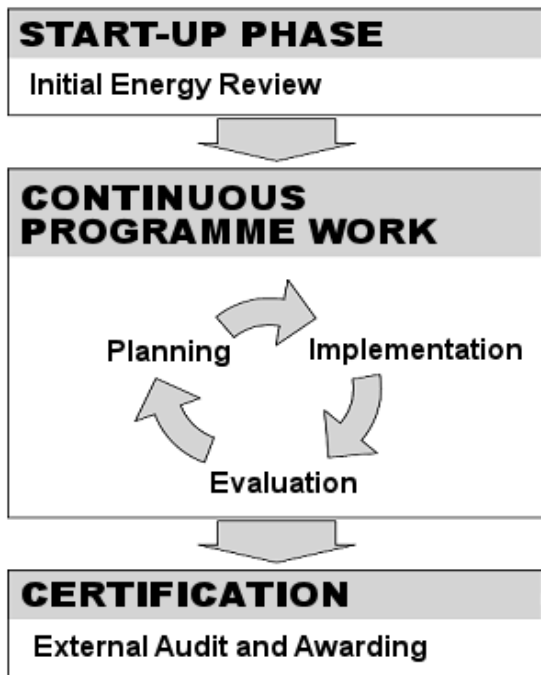 START-UP PHASE
Initial Energy Review
CONTINUOUS
PROGRAMME WORK
Planning
Implementation
Evaluation
CERTIFICATION
External Audit and Awarding